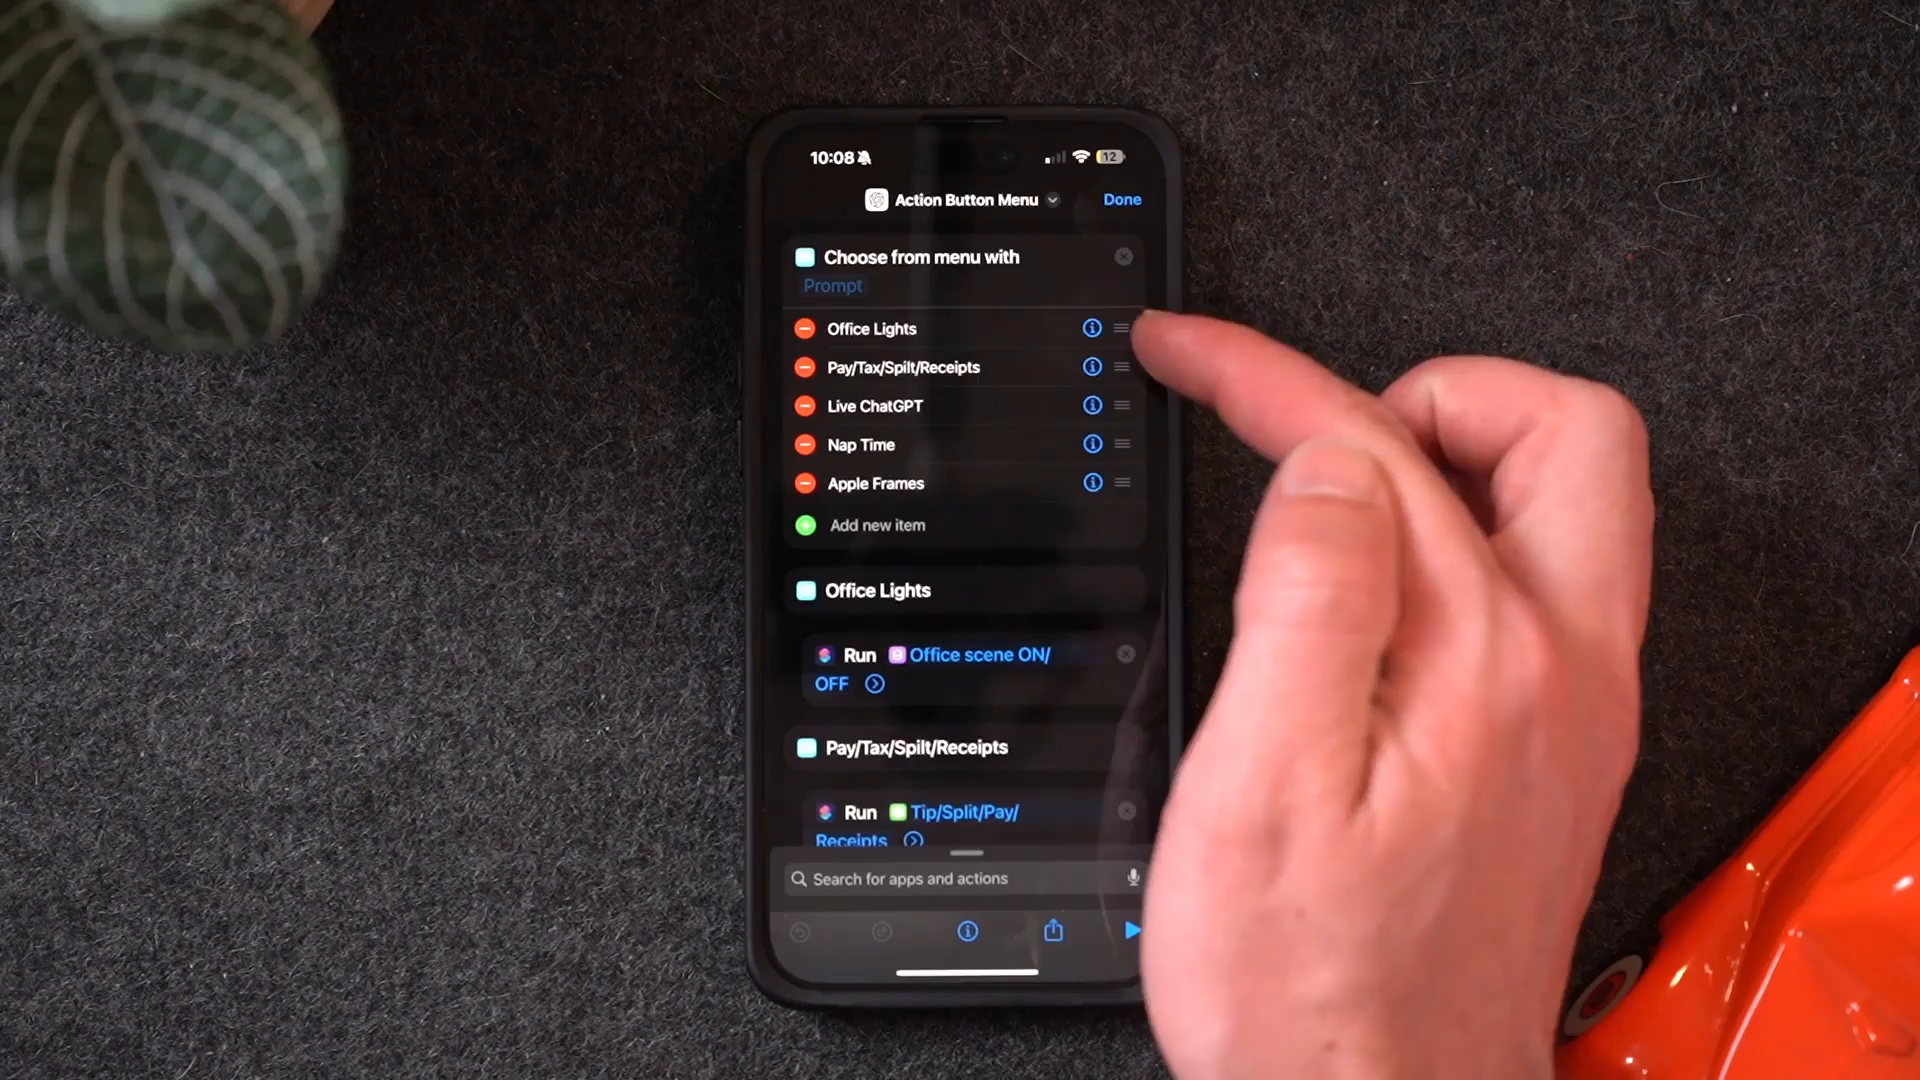 10:08
12
Action Button Menu
Done
Choose from menu with
Prompt
Office Lights
Pay/Tax/Spilt/Receipts
Live ChatGPT
Nap Time
Apple Frames
Add new item
Office Lights
Run Office scene ON/
OFF
Pay/Tax/Spilt/Receipts
Run Tip/Split/Pay/
Receipts
Search for apps and actions